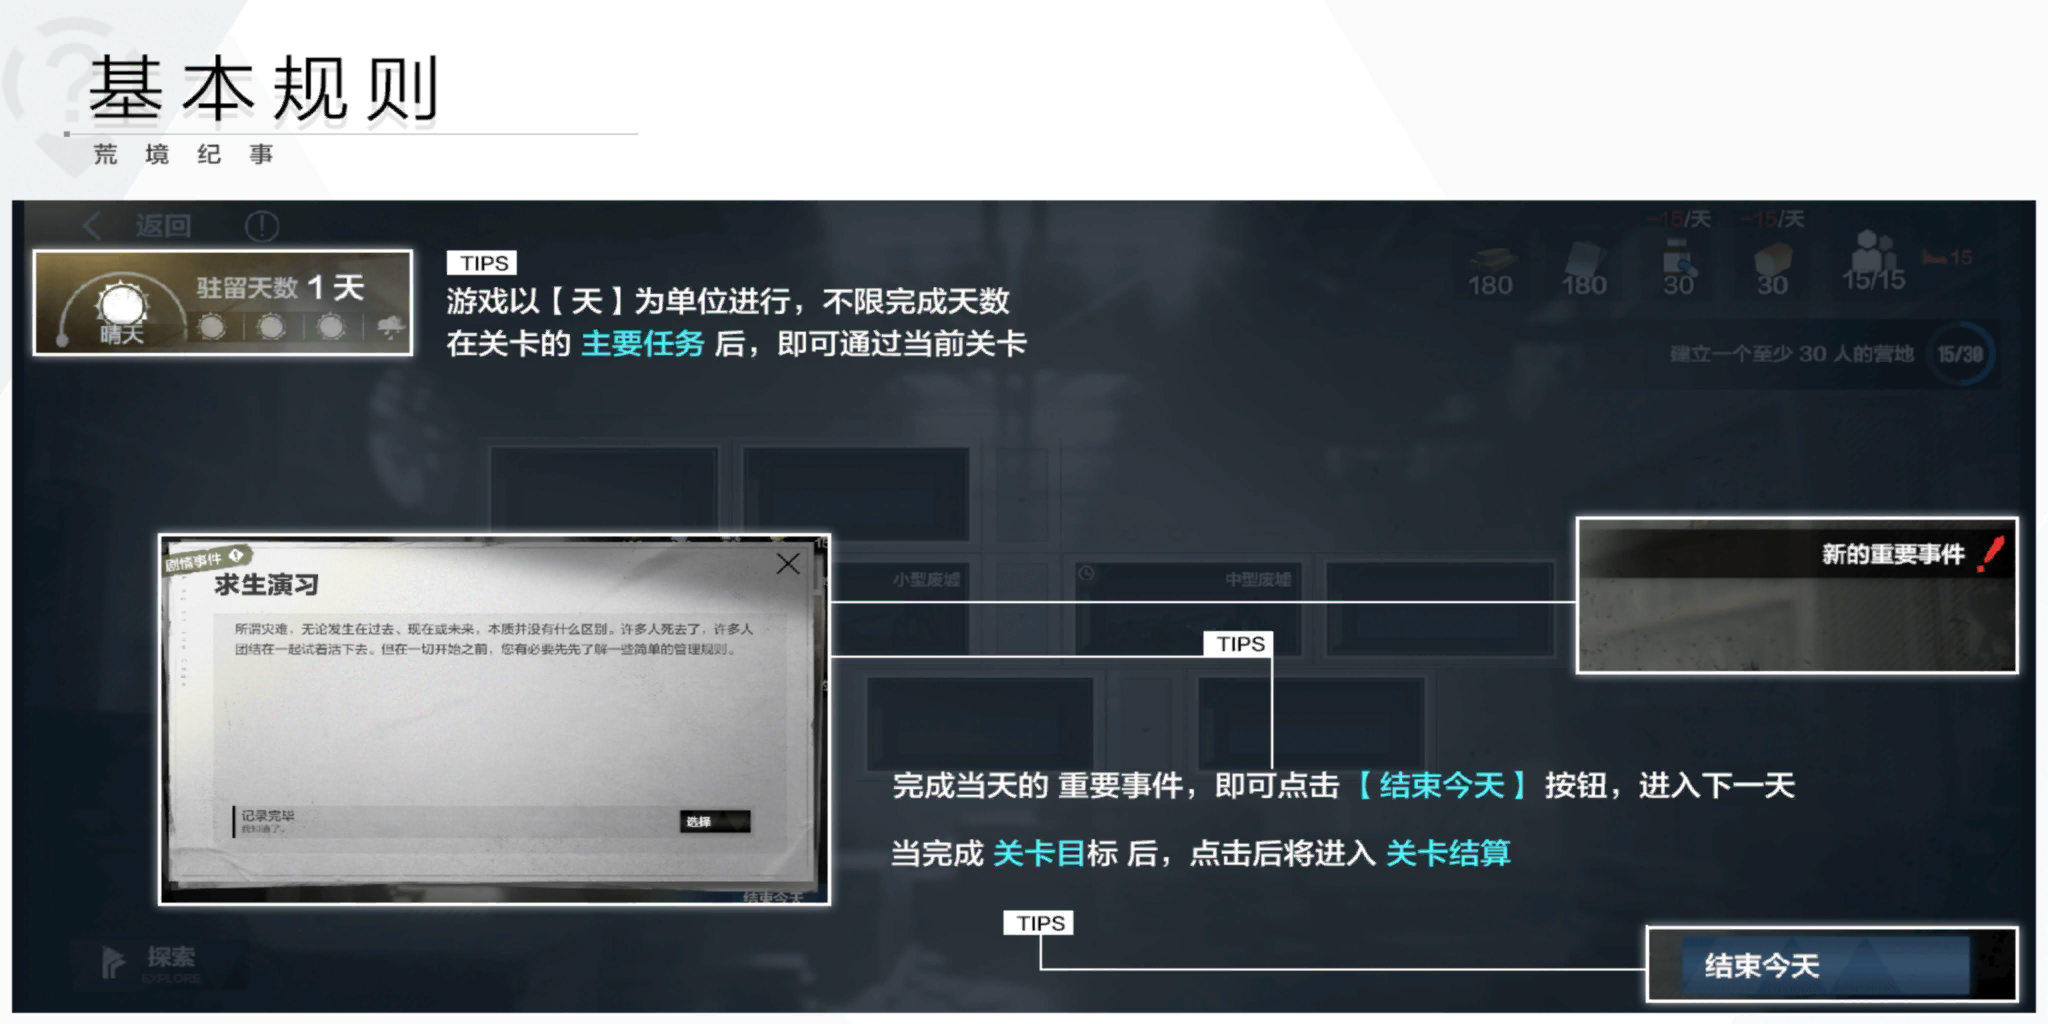 基本规则
荒境纪事
返回
-15/天 -15/天
驻留天数 1 天
晴天
TIPS
游戏以【天】为单位进行，不限完成天数
在关卡的 主要任务 后，即可通过当前关卡
180 180 30 30 15/15 15
建立一个至少 30 人的营地 15/30
剧情事件
求生演习
所谓灾难，无论发生在过去、现在或未来，本质并没有什么区别。许多人死去了，许多人
团结在一起试着活下去。但在一切开始之前，您有必要先先了解一些简单的管理规则。
记录完毕
我知道了。
选择
结束今天
小型废墟
中型废墟
新的重要事件
TIPS
完成当天的 重要事件，即可点击【结束今天】按钮，进入下一天
当完成 关卡目标 后，点击后将进入 关卡结算
TIPS
探索
EXPLORE
结束今天